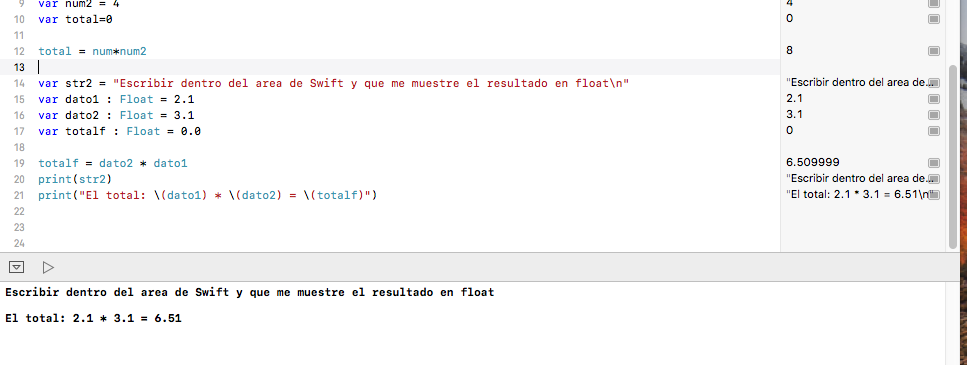 9 var num2 = 4 4
10 var total=0 0
11
12 total = num*num2 8
13
14 var str2 = "Escribir dentro del area de Swift y que me muestre el resultado en float\n" "Escribir dentro del area de...
15 var dato1 : Float = 2.1 2.1
16 var dato2 : Float = 3.1 3.1
17 var totalf : Float = 0.0 0
18
19 totalf = dato2 * dato1 6.509999
20 print(str2) "Escribir dentro del area de...
21 print("El total: \(dato1) * \(dato2) = \(totalf)") "El total: 2.1 * 3.1 = 6.51\n"
22
23
24
Escribir dentro del area de Swift y que me muestre el resultado en float
El total: 2.1 * 3.1 = 6.51